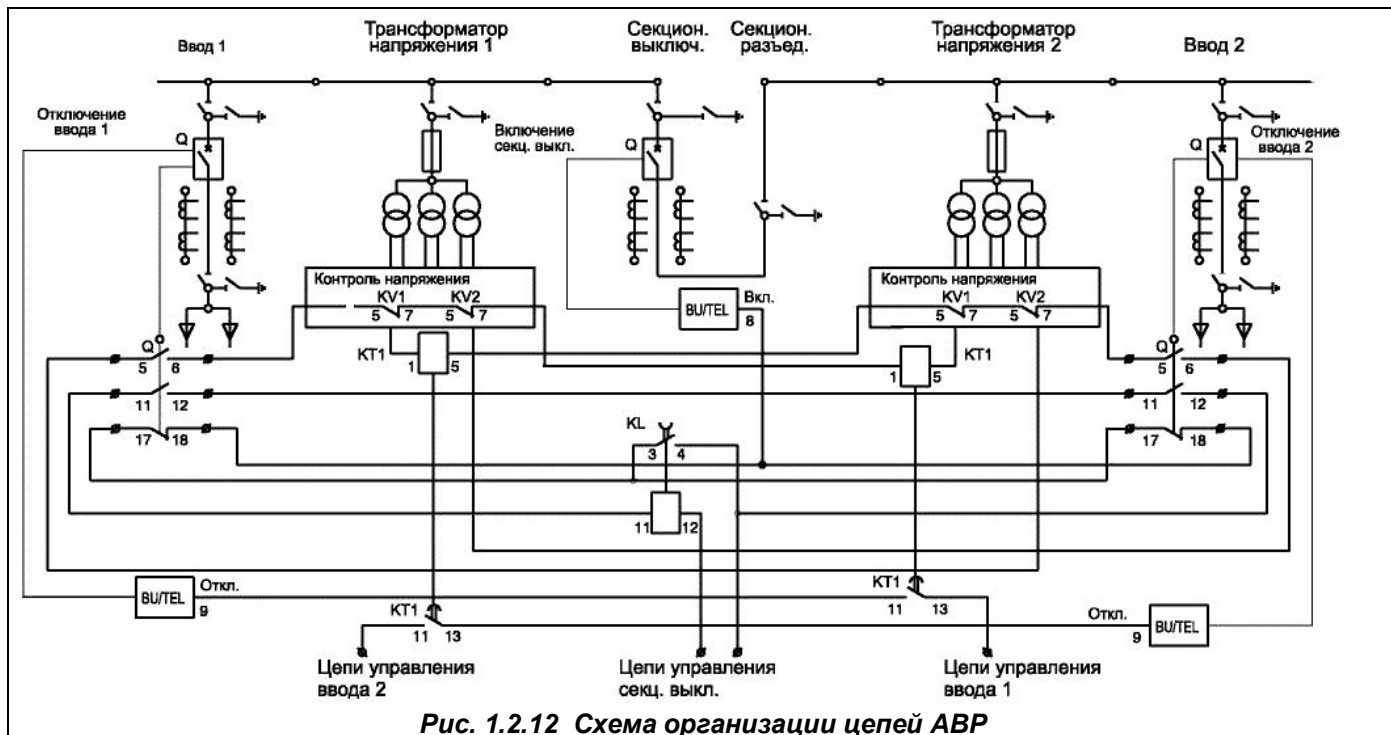 Ввод 1
Трансформатор
напряжения 1
Секцион.
выключ.
Секцион.
разъед.
Трансформатор
напряжения 2
Ввод 2
Отключение
ввода 1
Q
Включение
секц. выкл.
Q
Q
Отключение
ввода 2
Контроль напряжения
KV1
KV2
5 7
5 7
BU/TEL
Вкл.
8
Контроль напряжения
KV1
KV2
5 7
5 7
Q
5 6
KT1
1 5
1 5
KT1
Q
5 6
11 12
11 12
17 18
KL
3 4
17 18
11 12
BU/TEL
Откл.
9
KT1
11 13
KT1
11 13
Откл.
9
BU/TEL
Цепи управления
ввода 2
Цепи управления
секц. выкл.
Цепи управления
ввода 1
Рис. 1.2.12 Схема организации цепей АВР